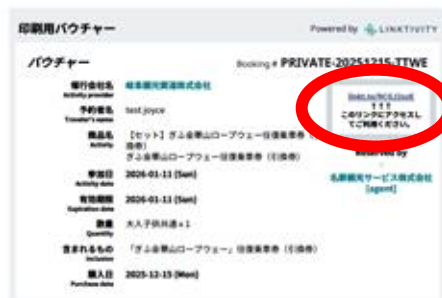 印刷用バウチャー
Powered by LINKTIVITY
バウチャー
Booking # PRIVATE-20251215-TTWE
催行会社名 岐阜観光索道株式会社
Activity provider
予約者名 test joyce
Traveler's name
商品名 【セット】ぎふ金華山ロープウェー往復乗車券（引換券）
Activity
ぎふ金華山ロープウェー往復乗車券（引換券）
参加日 2026-01-11 (Sun)
Activity date
有効期限 2026-01-11 (Sun)
Expiration date
数量 大人子供共通×1
Quantity
含まれるもの 「ぎふ金華山ロープウェー」往復乗車券（引換券）
Inclusion
購入日 2025-12-15 (Mon)
Purchase date
↑↑↑
このリンクにアクセスし
てご利用ください。
Reserved by
名鉄観光サービス株式会社
[agent]